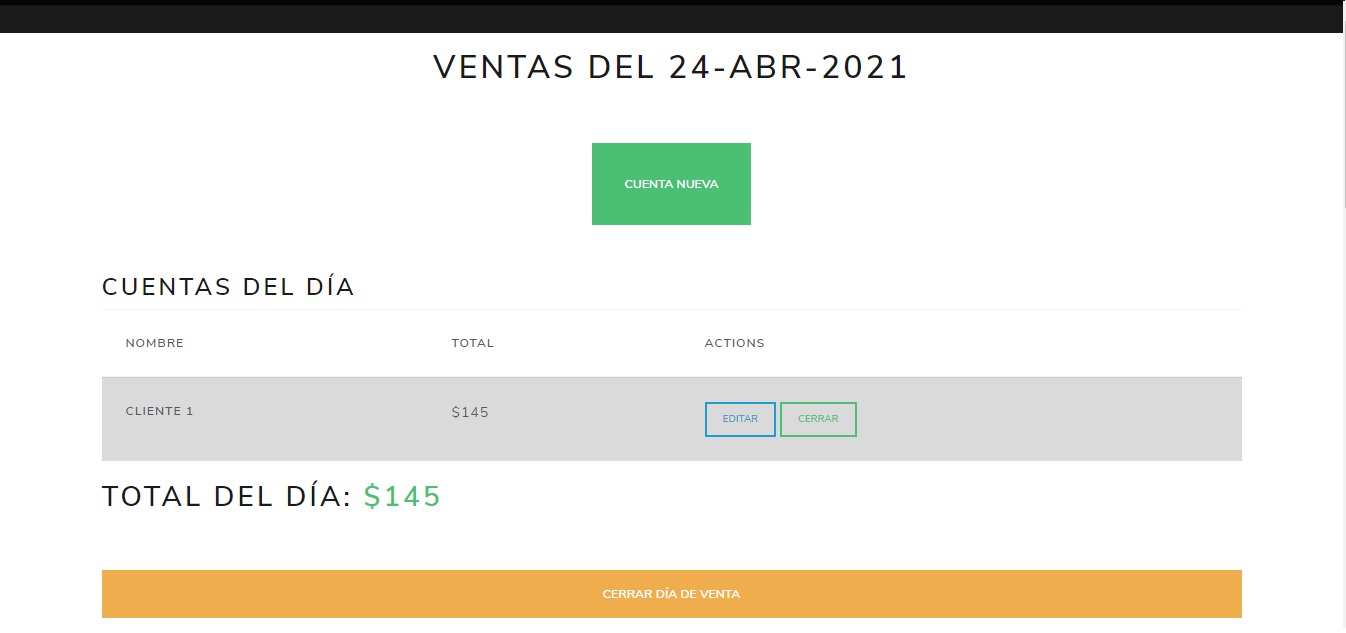 VENTAS DEL 24-ABR-2021
CUENTA NUEVA
CUENTAS DEL DÍA
NOMBRE TOTAL ACTIONS
CLIENTE 1 $145 EDITAR CERRAR
TOTAL DEL DÍA: $145
CERRAR DÍA DE VENTA